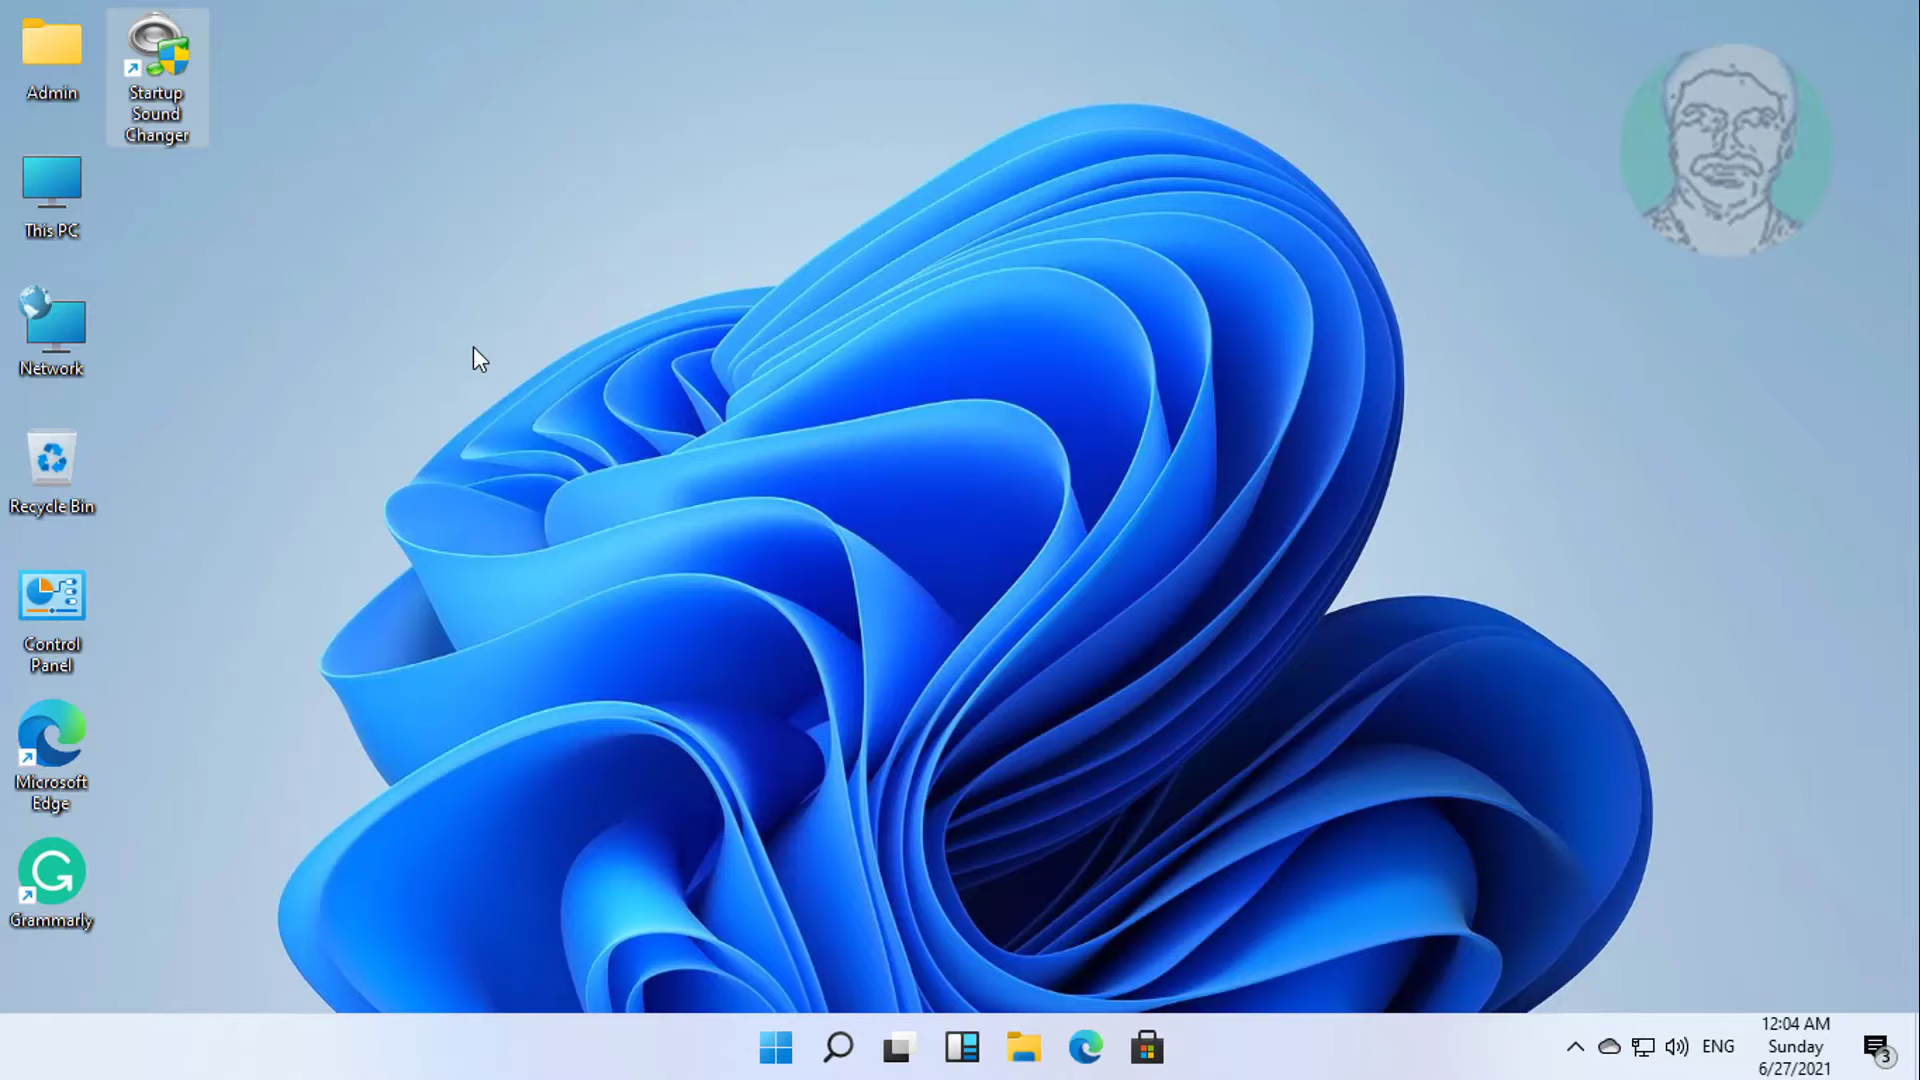 Admin
Startup
Sound
Changer
This PC
Network
Recycle Bin
Control
Panel
Microsoft
Edge
Grammarly
ENG
12:04 AM
Sunday
6/27/2021
3